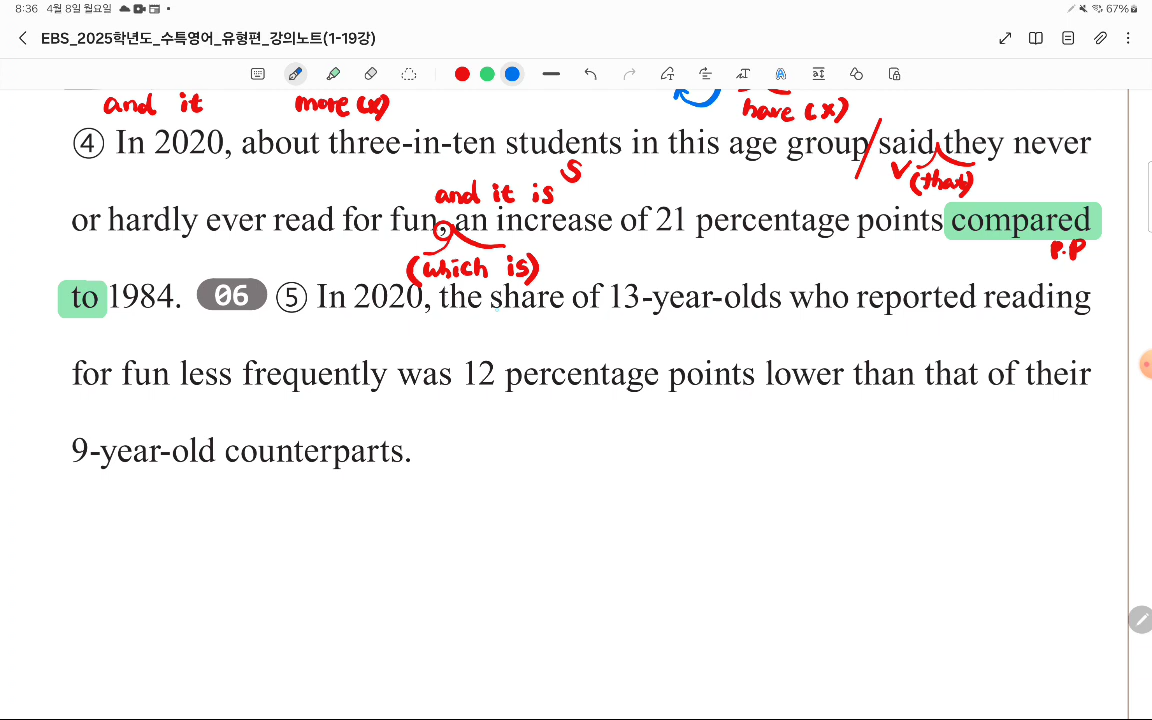 8:36 4월 8일 월요일 67%
EBS_2025학년도_수특영어_유형편_강의노트(1-19강)
and it more (x) have (x)
④ In 2020, about three-in-ten students in this age group/said they never
S V (that)
and it is
or hardly ever read for fun, an increase of 21 percentage points compared
(which is) P.P
to 1984. 06 ⑤ In 2020, the share of 13-year-olds who reported reading
for fun less frequently was 12 percentage points lower than that of their
9-year-old counterparts.